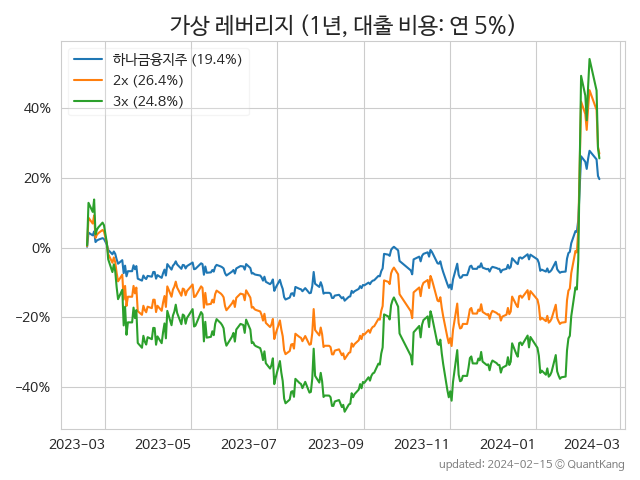 가상 레버리지 (1년, 대출 비용: 연 5%)
하나금융지주 (19.4%)
2x (26.4%)
3x (24.8%)
40%
20%
0%
−20%
−40%
2023-03 2023-05 2023-07 2023-09 2023-11 2024-01 2024-03
updated: 2024-02-15 © QuantKang